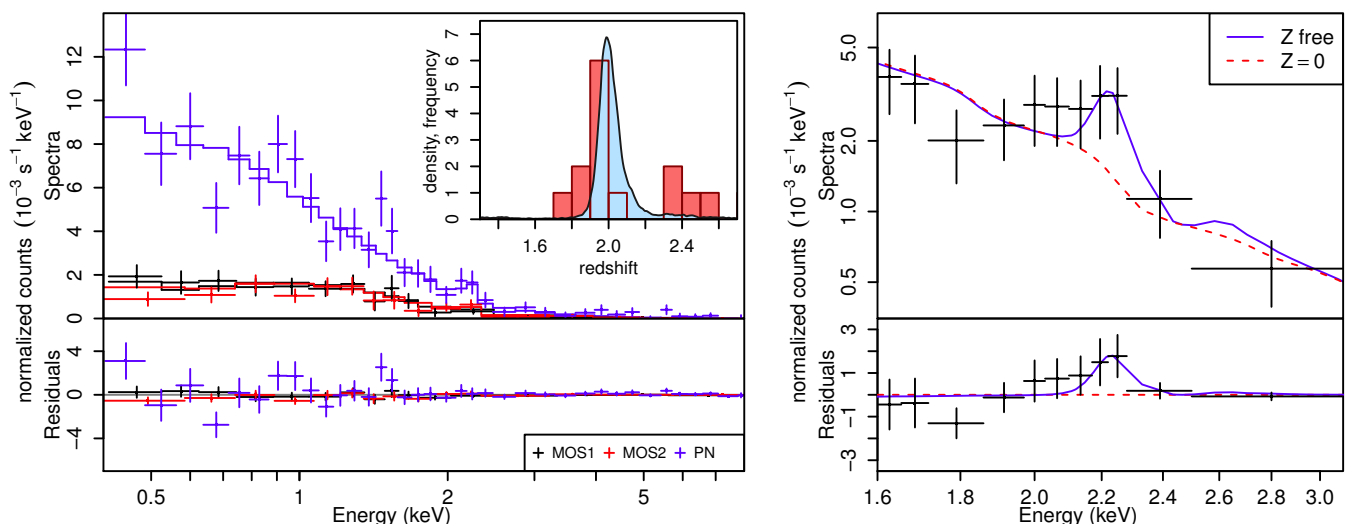 normalized counts (10⁻³ s⁻¹ keV⁻¹)
Spectra
Residuals
0 2 4 6 8 10 12
-4 0 4
0.5 1 2 5
Energy (keV)
MOS1 MOS2 PN
density, frequency
0 1 2 3 4 5 6 7
1.6 2.0 2.4
redshift
normalized counts (10⁻³ s⁻¹ keV⁻¹)
Spectra
Residuals
0.5 1.0 2.0 5.0
-3 -1 1 3
1.6 1.8 2.0 2.2 2.4 2.6 2.8 3.0
Energy (keV)
Z free
Z = 0